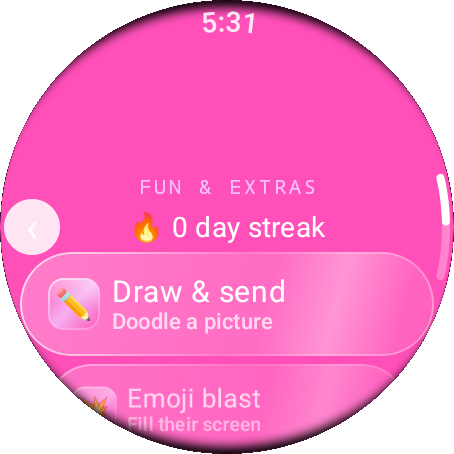 5:31
FUN & EXTRAS
🔥 0 day streak
‹
Draw & send
Doodle a picture
Emoji blast
Fill their screen